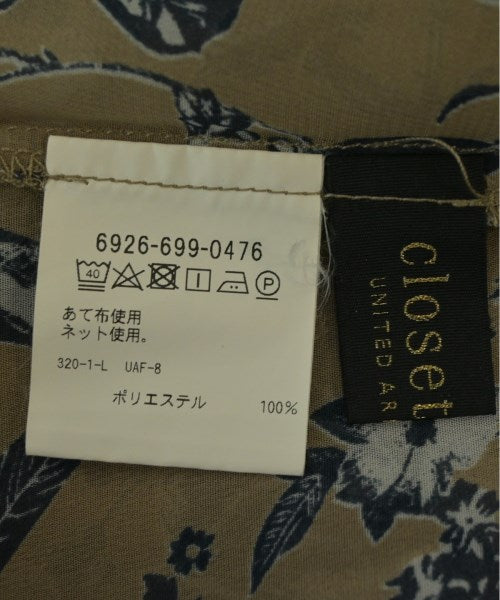 6926-699-0476
40 P
あて布使用
ネット使用。
320-1-L UAF-8
ポリエステル 100%
closet
UNITED AR